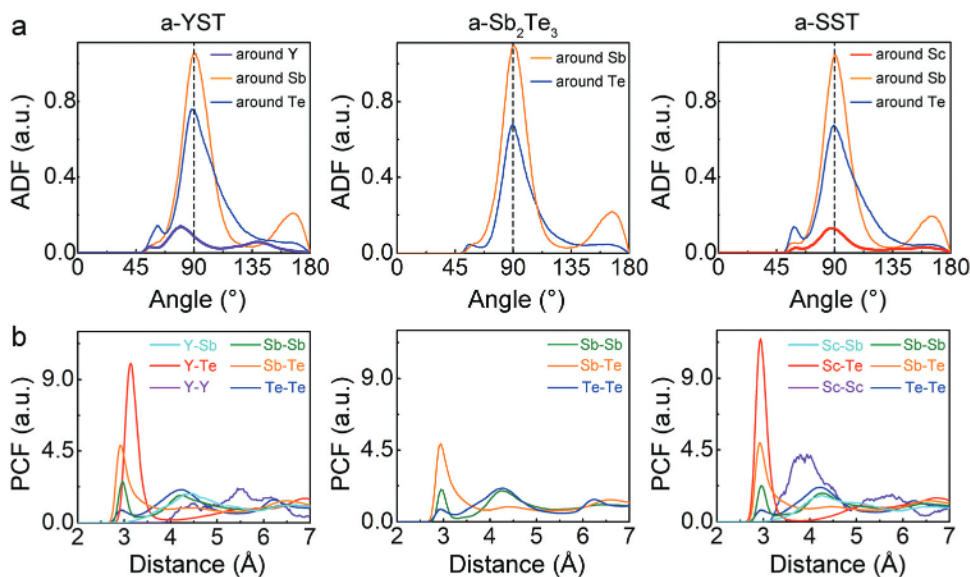 a
a-YST
a-Sb₂Te₃
a-SST
ADF (a.u.)
0.8
0.4
0.0
around Y
around Sb
around Te
0 45 90 135 180
Angle (°)
ADF (a.u.)
0.8
0.4
0.0
around Sb
around Te
0 45 90 135 180
Angle (°)
ADF (a.u.)
0.8
0.4
0.0
around Sc
around Sb
around Te
0 45 90 135 180
Angle (°)
b
PCF (a.u.)
9.0
4.5
0.0
Y-Sb Sb-Sb
Y-Te Sb-Te
Y-Y Te-Te
2 3 4 5 6 7
Distance (Å)
PCF (a.u.)
9.0
4.5
0.0
Sb-Sb
Sb-Te
Te-Te
2 3 4 5 6 7
Distance (Å)
PCF (a.u.)
9.0
4.5
0.0
Sc-Sb Sb-Sb
Sc-Te Sb-Te
Sc-Sc Te-Te
2 3 4 5 6 7
Distance (Å)